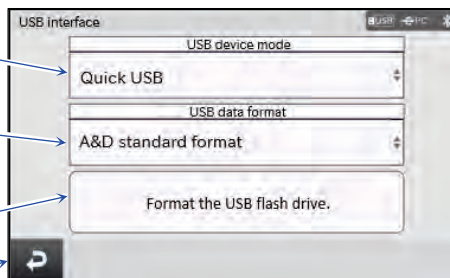 USB interface
USB PC
USB device mode
Quick USB
USB data format
A&D standard format
Format the USB flash drive.